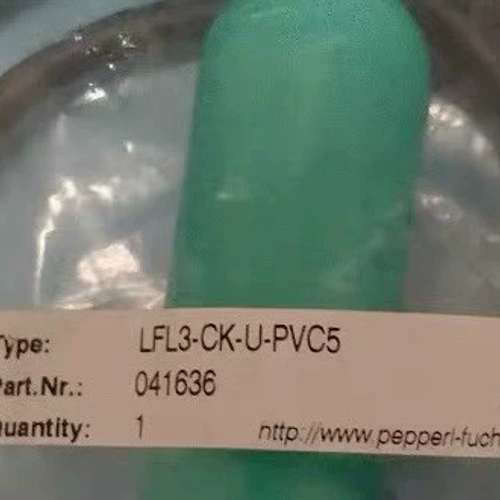 Type: LFL3-CK-U-PVC5
Part.Nr.: 041636
Quantity: 1 http://www.pepperl-fuch